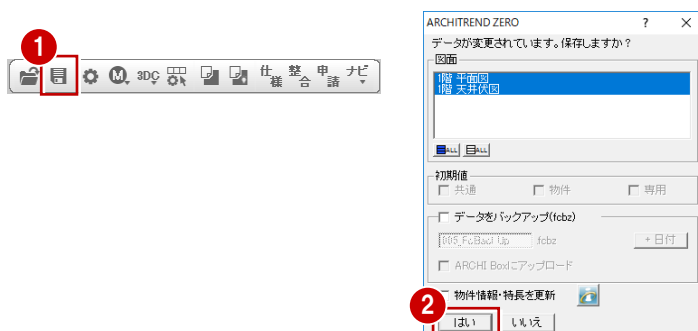 1
3DC 仕様 整合 申請 ナビ
ARCHITREND ZERO ? ×
データが変更されています。保存しますか？
図面
1階 平面図
1階 天井伏図
ALL ALL
初期値
共通 物件 専用
データをバックアップ(fcbz)
.fcbz +日付
ARCHI Boxにアップロード
物件情報・特長を更新
2
はい いいえ